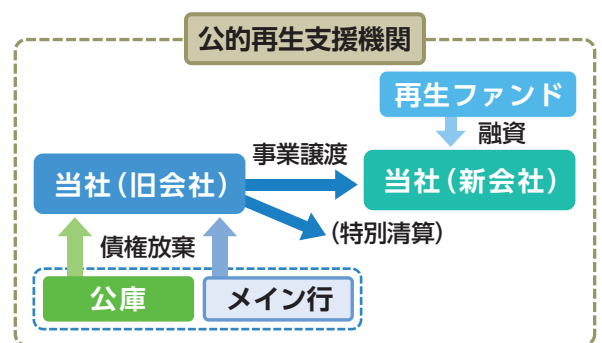 公的再生支援機関
再生ファンド
融資
事業譲渡
当社（旧会社）
当社（新会社）
（特別清算）
債権放棄
公庫
メイン行